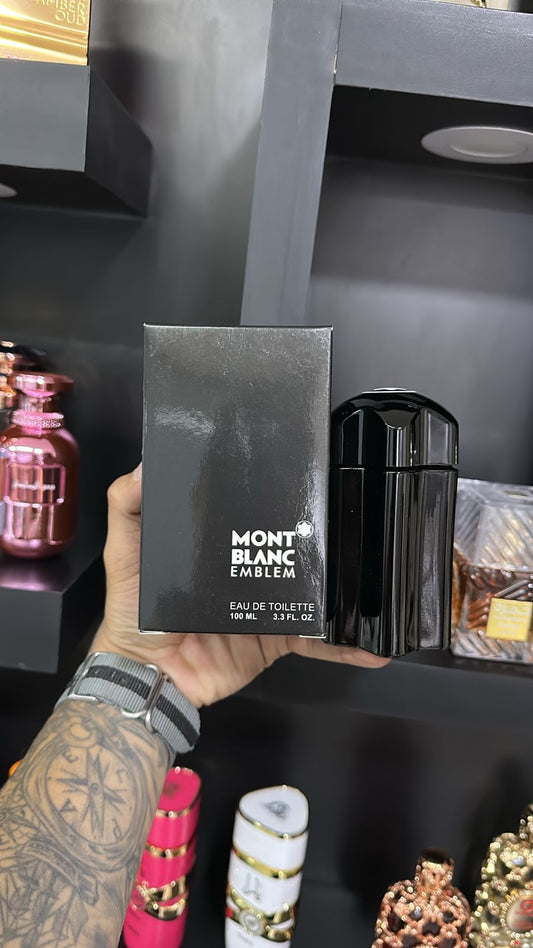 AMBER
OUD
MONT
BLANC
EMBLEM
EAU DE TOILETTE
100 ML 3.3 FL. OZ.